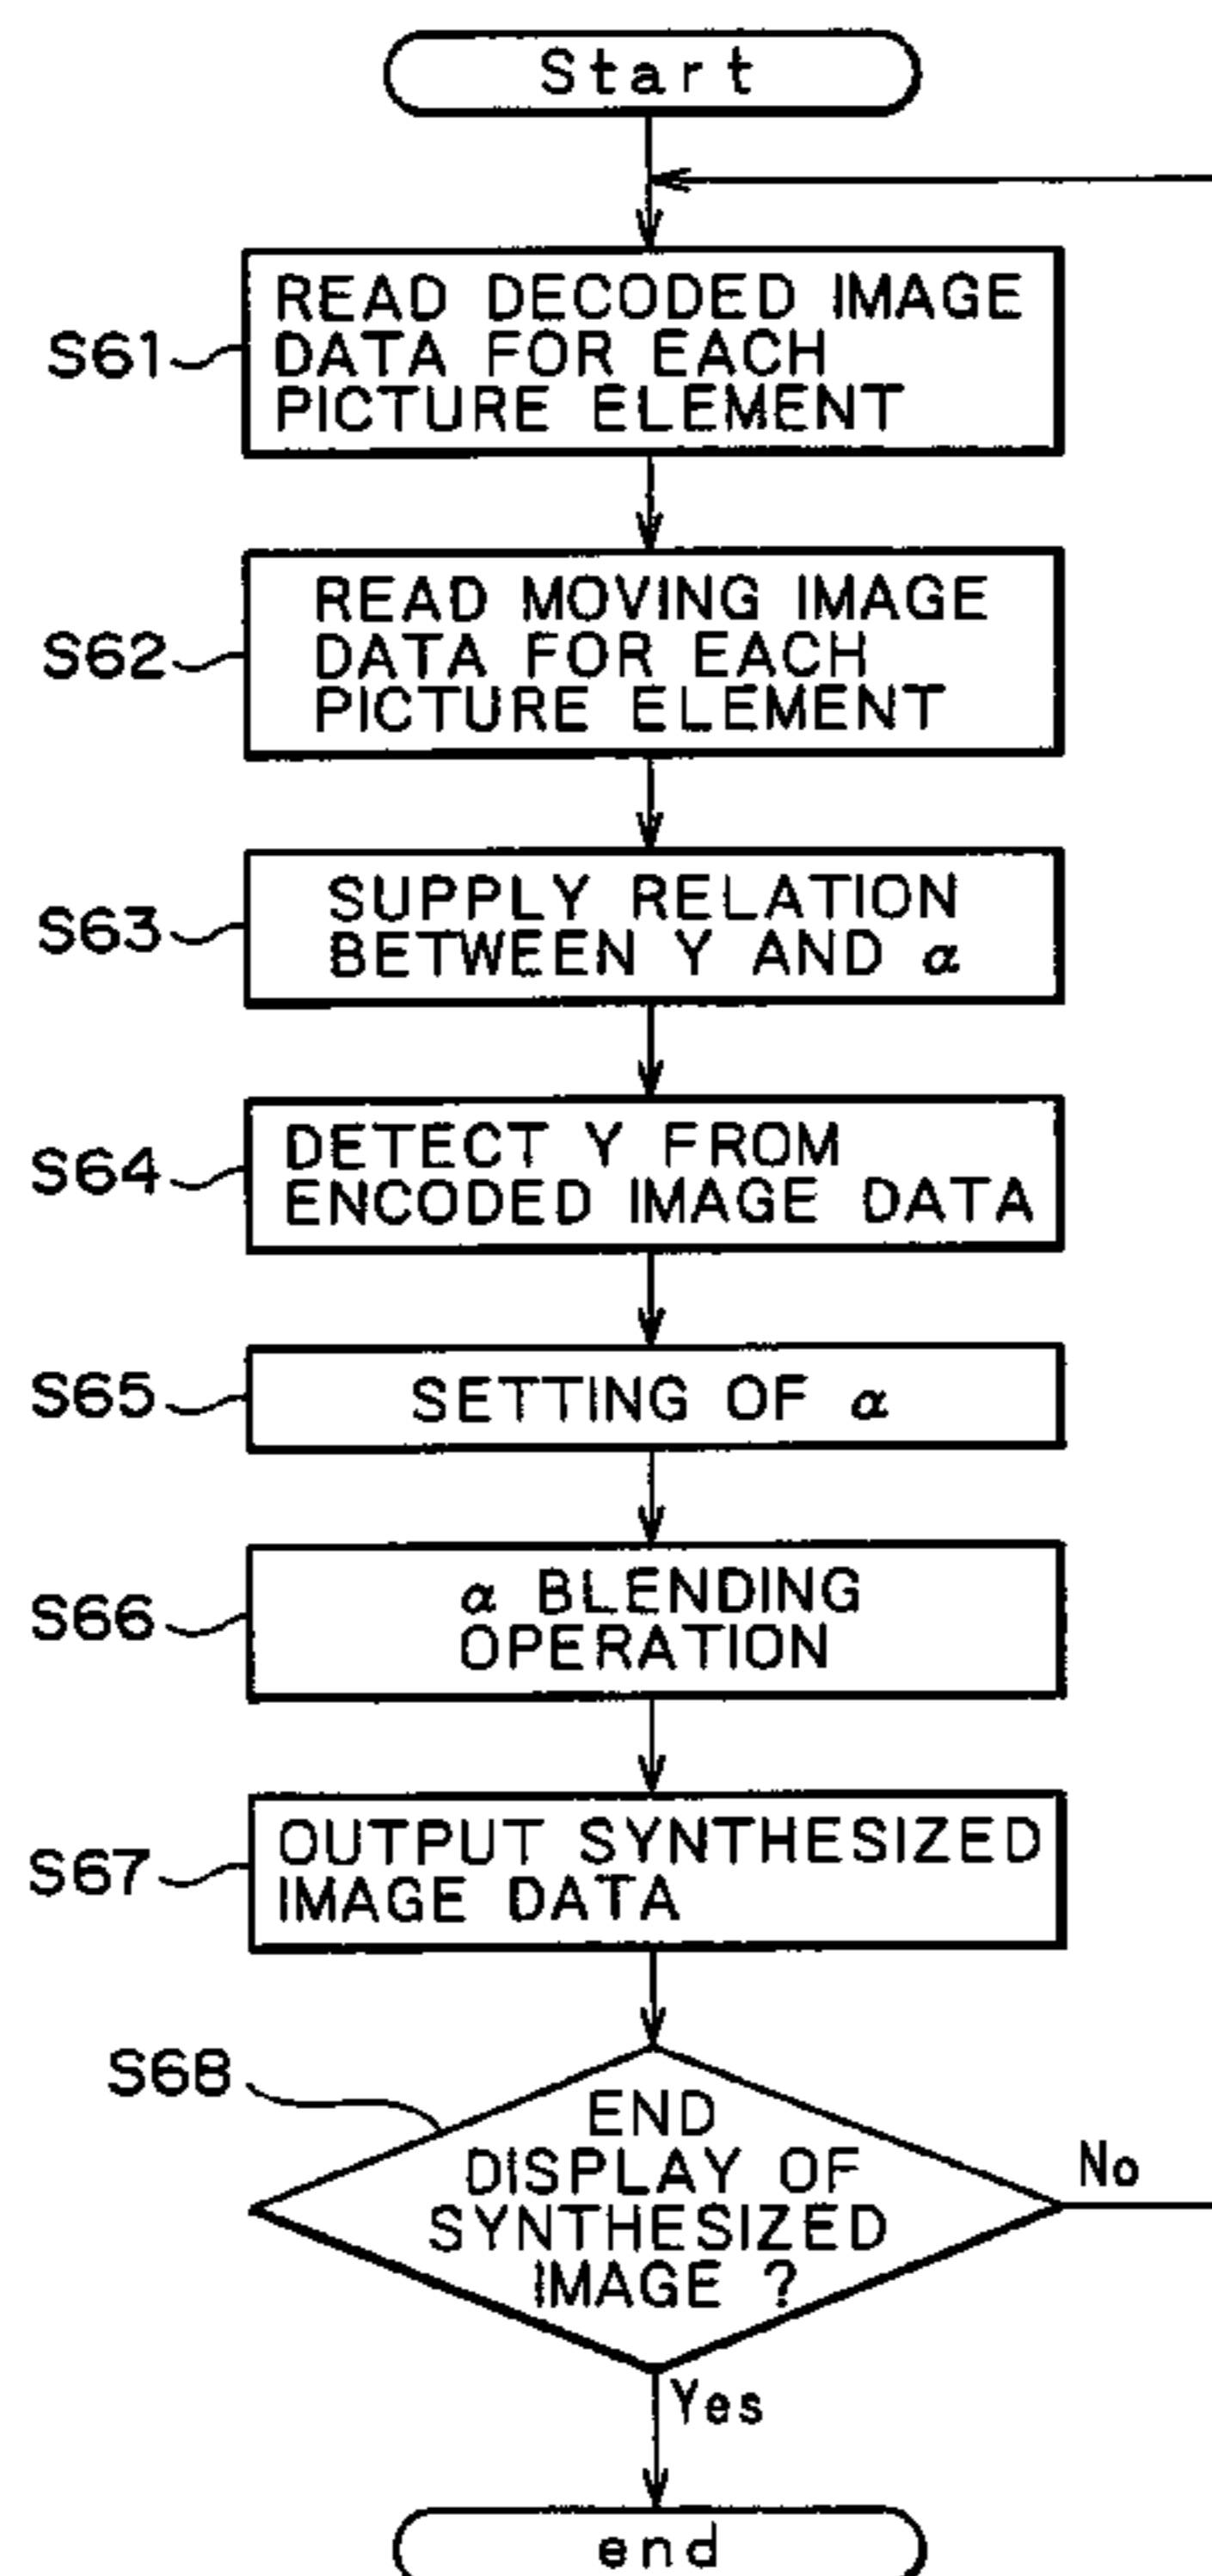 Start
S61
READ DECODED IMAGE
DATA FOR EACH
PICTURE ELEMENT
S62
READ MOVING IMAGE
DATA FOR EACH
PICTURE ELEMENT
S63
SUPPLY RELATION
BETWEEN Y AND α
S64
DETECT Y FROM
ENCODED IMAGE DATA
S65
SETTING OF α
S66
α BLENDING
OPERATION
S67
OUTPUT SYNTHESIZED
IMAGE DATA
S68
END
DISPLAY OF
SYNTHESIZED
IMAGE ?
No
Yes
end